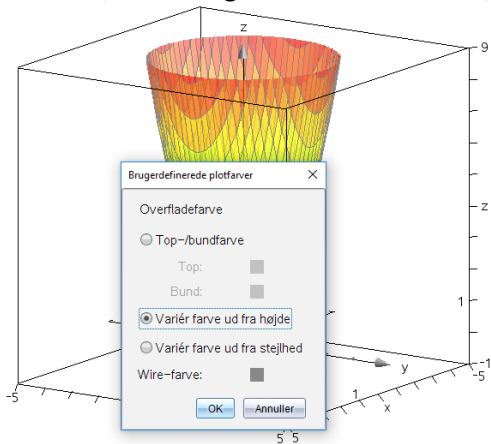 z
9
Brugerdefinerede plotfarver ×
Overfladefarve
Top-/bundfarve
Top:
Bund:
Variér farve ud fra højde
Variér farve ud fra stejlhed
Wire-farve:
OK Annuller
z
1
-1
-5
y
1
x
-5
5 5